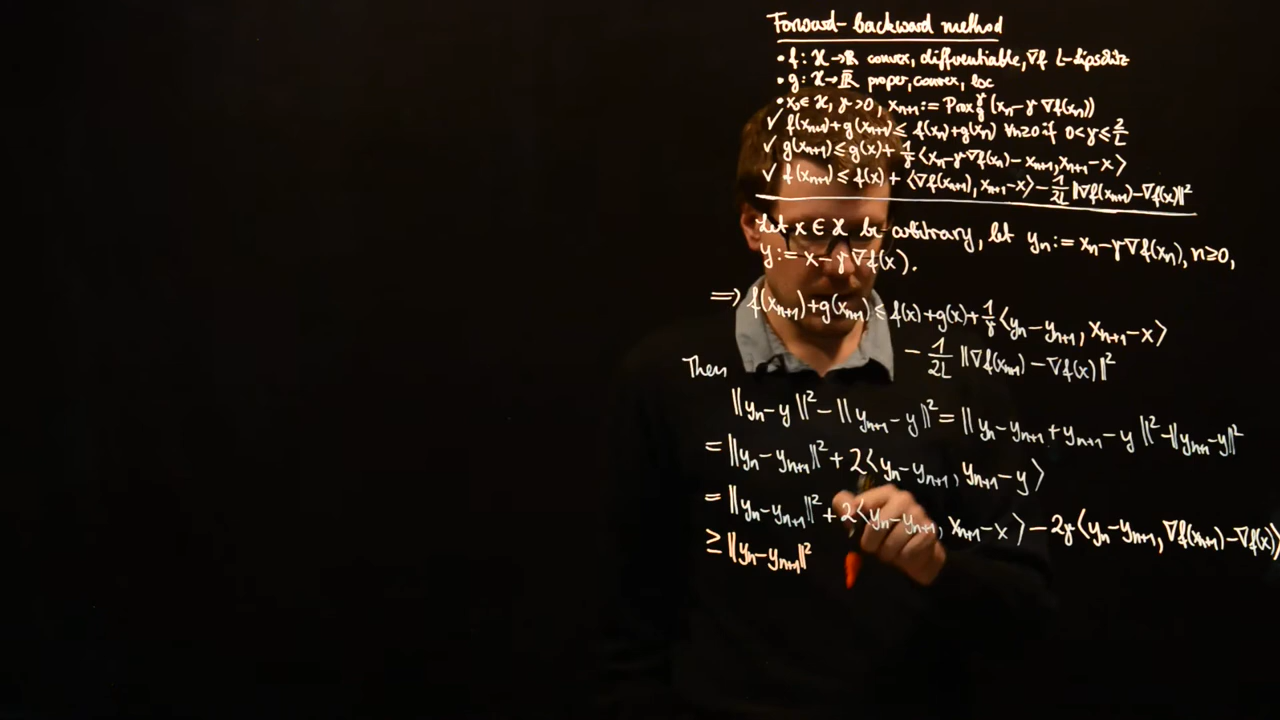 Forward-backward method
• f: ℋ→ℝ convex, differentiable, ∇f L-Lipschitz
• g: ℋ→ℝ̄ proper, convex, lsc
• x₀∈ℋ, γ>0, xₙ₊₁ := Prox_g^γ (xₙ−γ∇f(xₙ))
✓ f(xₙ₊₁)+g(xₙ₊₁) ≤ f(xₙ)+g(xₙ) ∀n≥0 if 0<γ≤2/L
✓ g(xₙ₊₁) ≤ g(x)+ 1/γ ⟨xₙ−γ∇f(xₙ)−xₙ₊₁, xₙ₊₁−x⟩
✓ f(xₙ₊₁) ≤ f(x) + ⟨∇f(xₙ₊₁), xₙ₊₁−x⟩ − 1/2L ‖∇f(xₙ₊₁)−∇f(x)‖²
Let x∈ℋ be arbitrary, let yₙ := xₙ−γ∇f(xₙ), n≥0,
y := x−γ∇f(x).
⟹ f(xₙ₊₁)+g(xₙ₊₁) ≤ f(x)+g(x)+ 1/γ ⟨yₙ−yₙ₊₁, xₙ₊₁−x⟩
− 1/2L ‖∇f(xₙ₊₁)−∇f(x)‖²
Then
‖yₙ−y‖²−‖yₙ₊₁−y‖² = ‖yₙ−yₙ₊₁+yₙ₊₁−y‖²−‖yₙ₊₁−y‖²
= ‖yₙ−yₙ₊₁‖²+2⟨yₙ−yₙ₊₁, yₙ₊₁−y⟩
= ‖yₙ−yₙ₊₁‖²+2⟨yₙ−yₙ₊₁, xₙ₊₁−x⟩−2γ⟨yₙ−yₙ₊₁, ∇f(xₙ₊₁)−∇f(x)⟩
≥ ‖yₙ−yₙ₊₁‖²